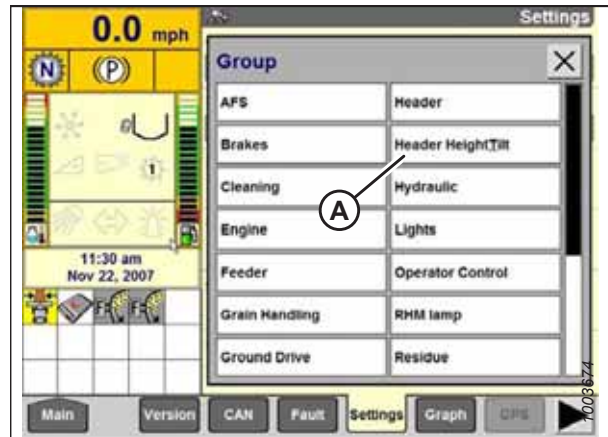 0.0 mph
Settings
N
P
Group
AFS
Header
Brakes
Header Height/Tilt
Cleaning
Hydraulic
A
1
Engine
Lights
11:30 am
Nov 22, 2007
Feeder
Operator Control
Grain Handling
RHM lamp
Ground Drive
Residue
Main
Version
CAN
Fault
Settings
Graph
GPS
1003674